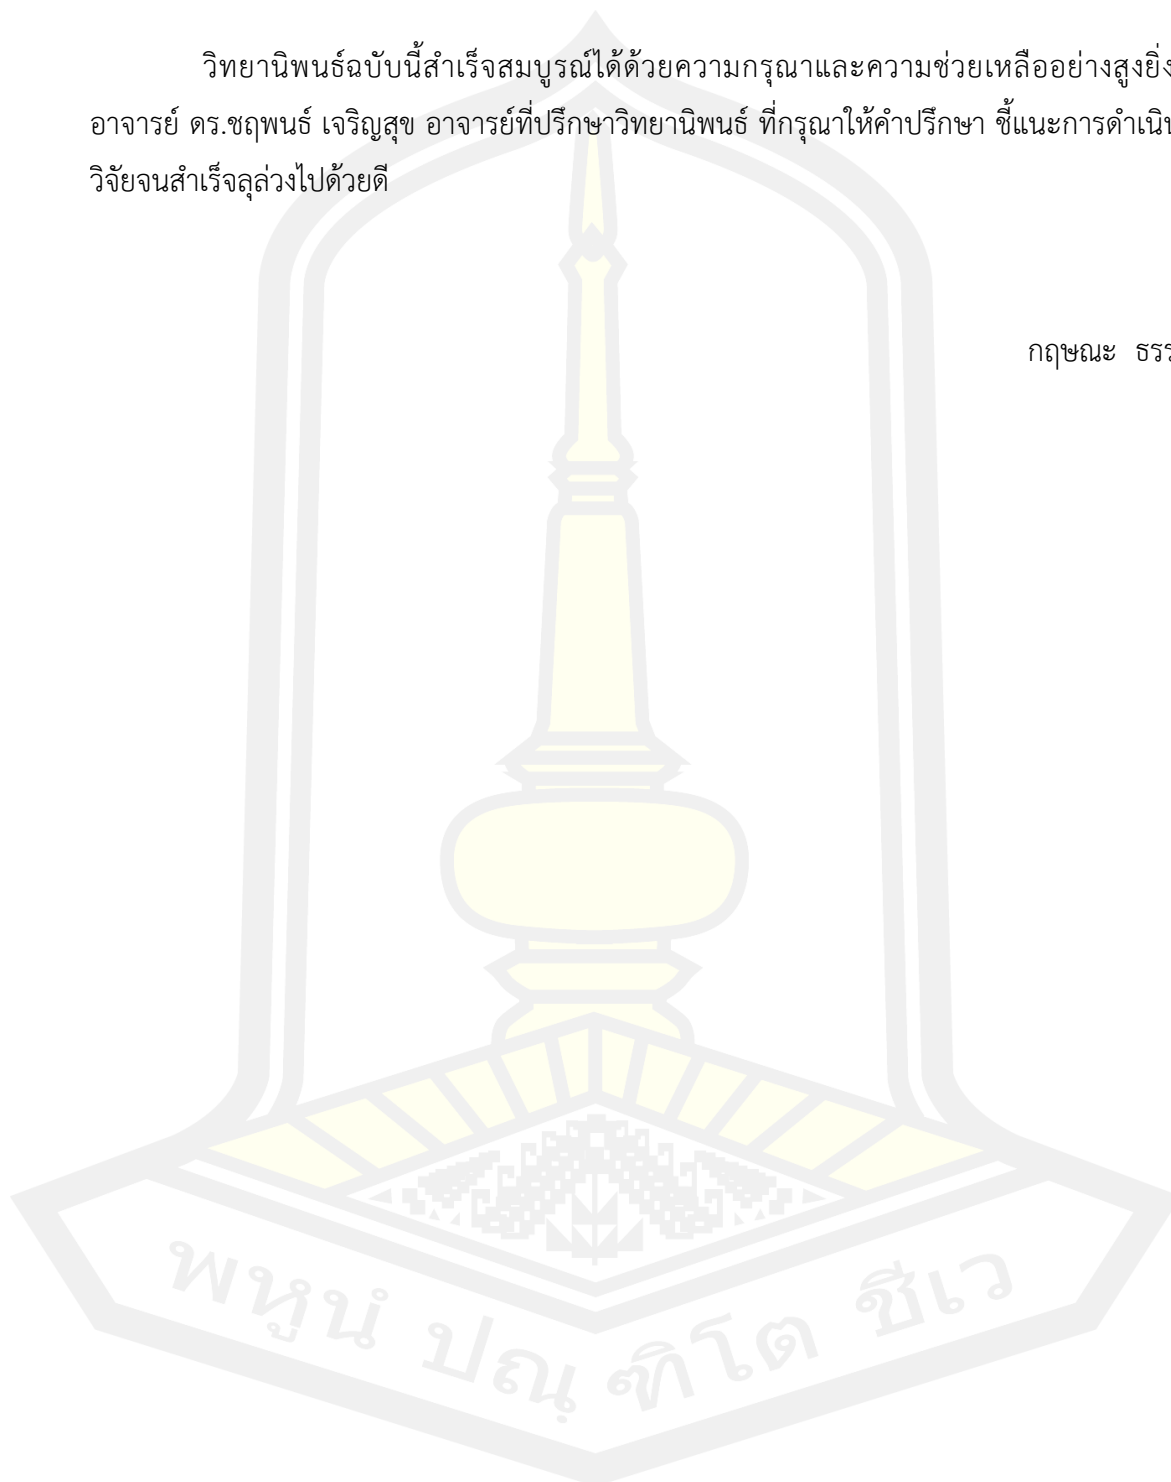 วิทยานิพนธ์ฉบับนี้สำเร็จสมบูรณ์ได้ด้วยความกรุณาและความช่วยเหลืออย่างสูงยิ่ง
อาจารย์ ดร.ชฤพนธ์ เจริญสุข อาจารย์ที่ปรึกษาวิทยานิพนธ์ ที่กรุณาให้คำปรึกษา ชี้แนะการ
วิจัยจนสำเร็จลุล่วงไปด้วยดี
กฤษณะ
พหูนํ ปณฺฑิโต ชีเว